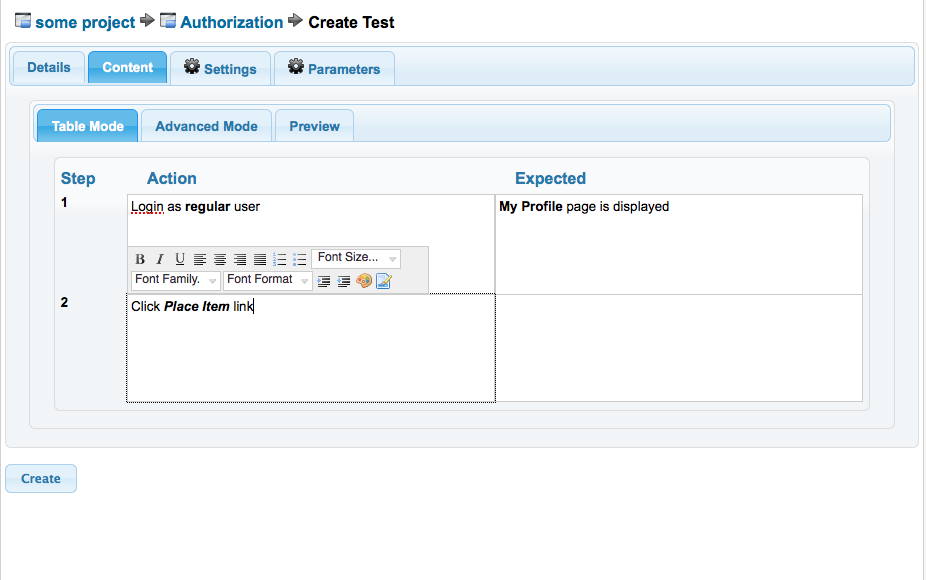 some project Authorization Create Test
Details Content Settings Parameters
Table Mode Advanced Mode Preview
Step Action Expected
1 Login as regular user My Profile page is displayed
B I U Font Size...
Font Family. Font Format
2 Click Place Item link
Create